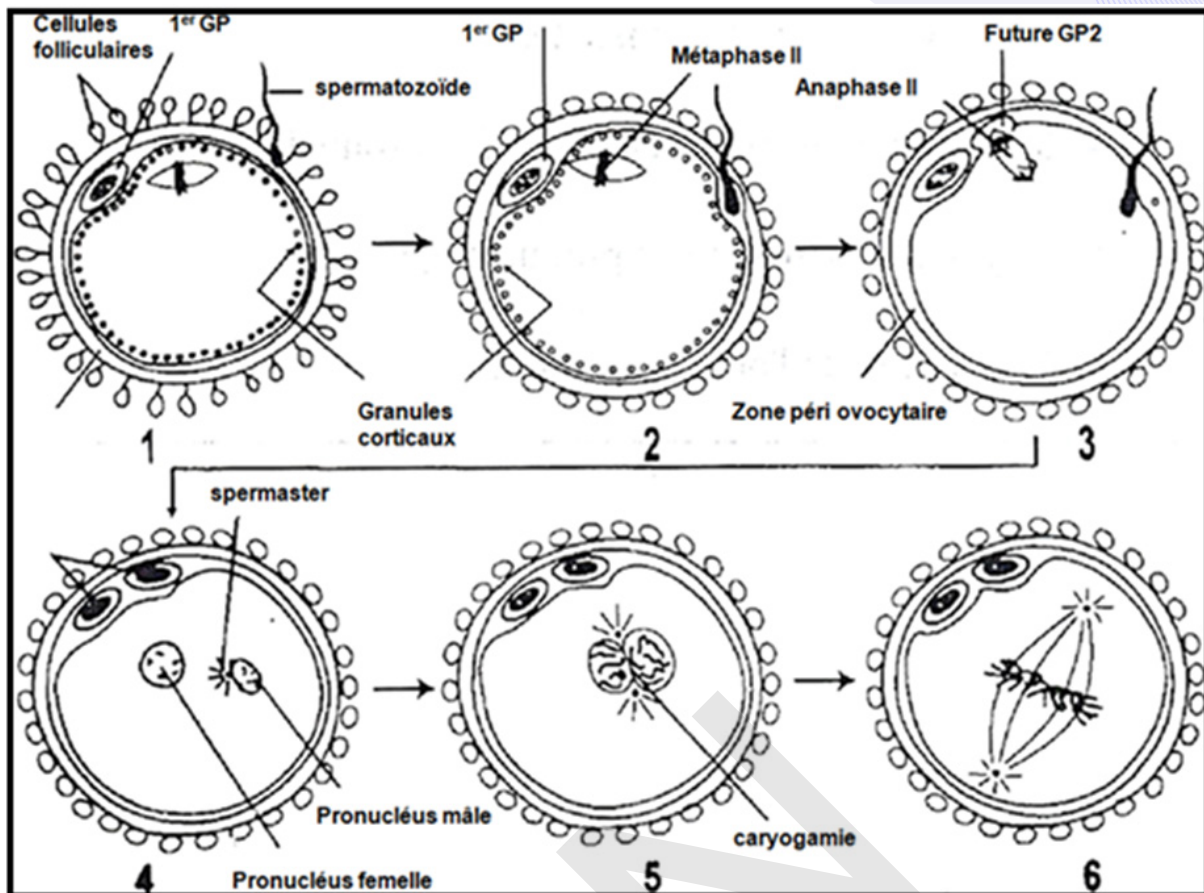 Cellules
folliculaires
1er GP
spermatozoïde
1er GP
Métaphase II
Future GP2
Anaphase II
Granules
corticaux
Zone péri ovocytaire
1
2
3
spermaster
Pronucléus mâle
Pronucléus femelle
caryogamie
4
5
6